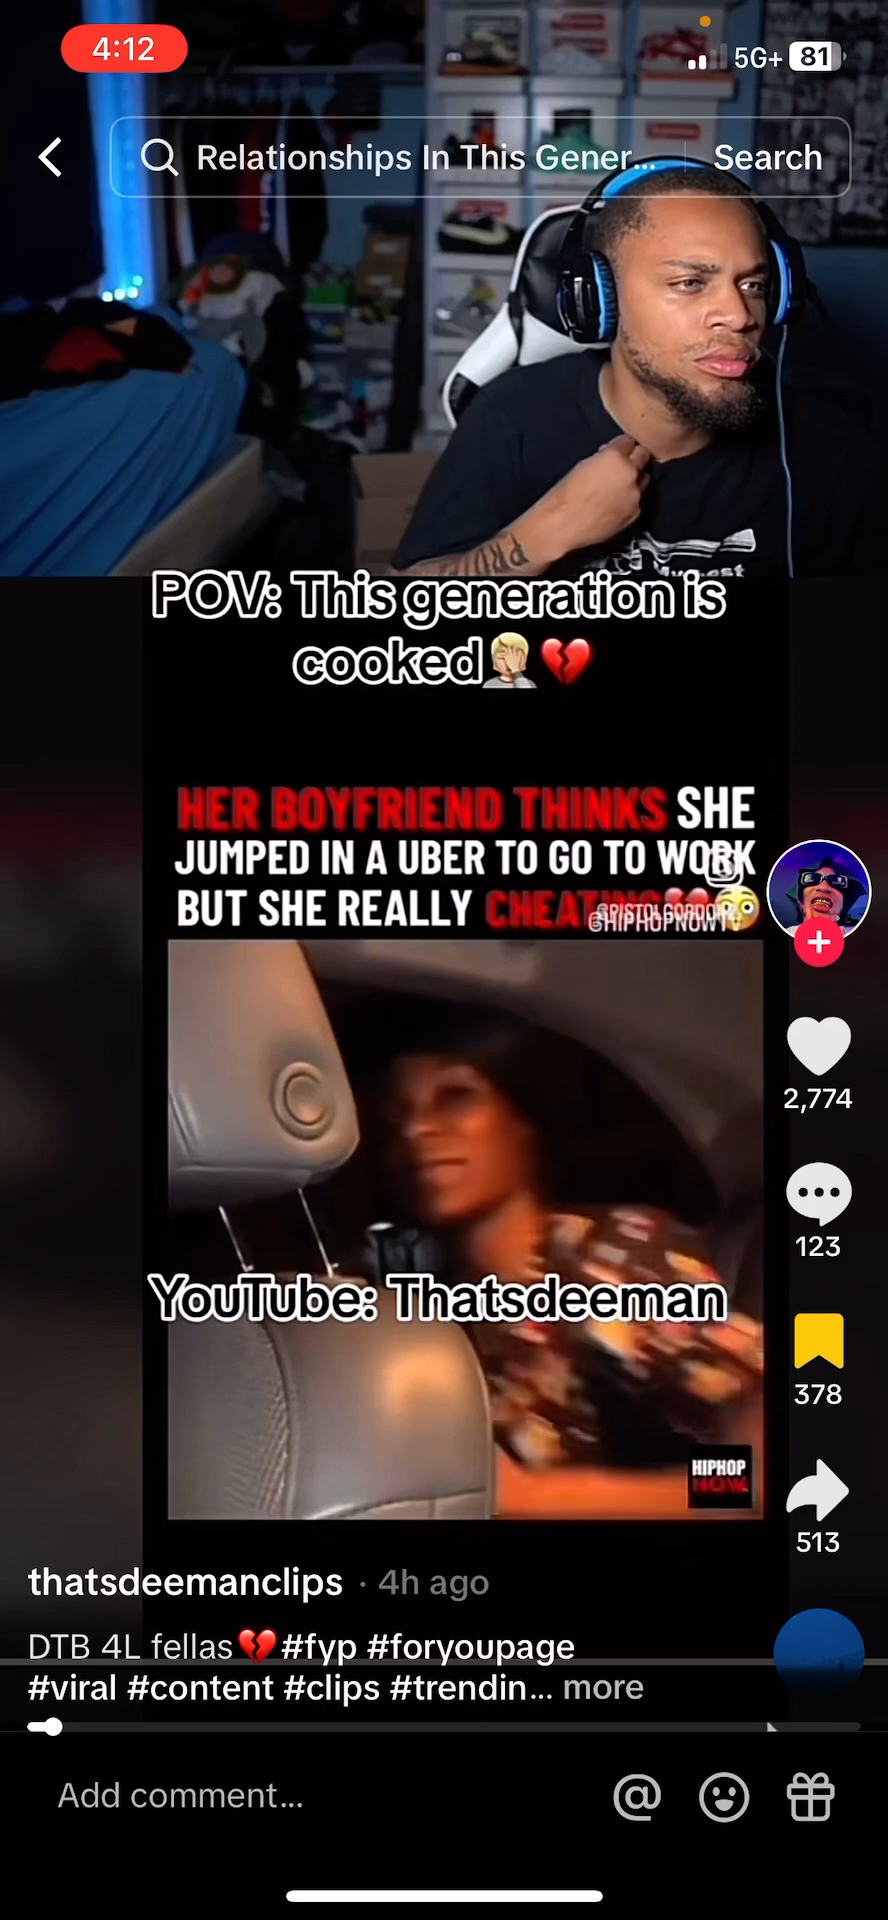 4:12
5G+ 81
Relationships In This Gener...
Search
POV: This generation is
cooked🤦🏼💔
HER BOYFRIEND THINKS SHE
JUMPED IN A UBER TO GO TO WORK
BUT SHE REALLY
@HIPHOPNOWTV
YouTube: Thatsdeeman
HIPHOP
NOW
2,774
123
378
513
thatsdeemanclips · 4h ago
DTB 4L fellas💔#fyp #foryoupage
#viral #content #clips #trendin... more
Add comment...